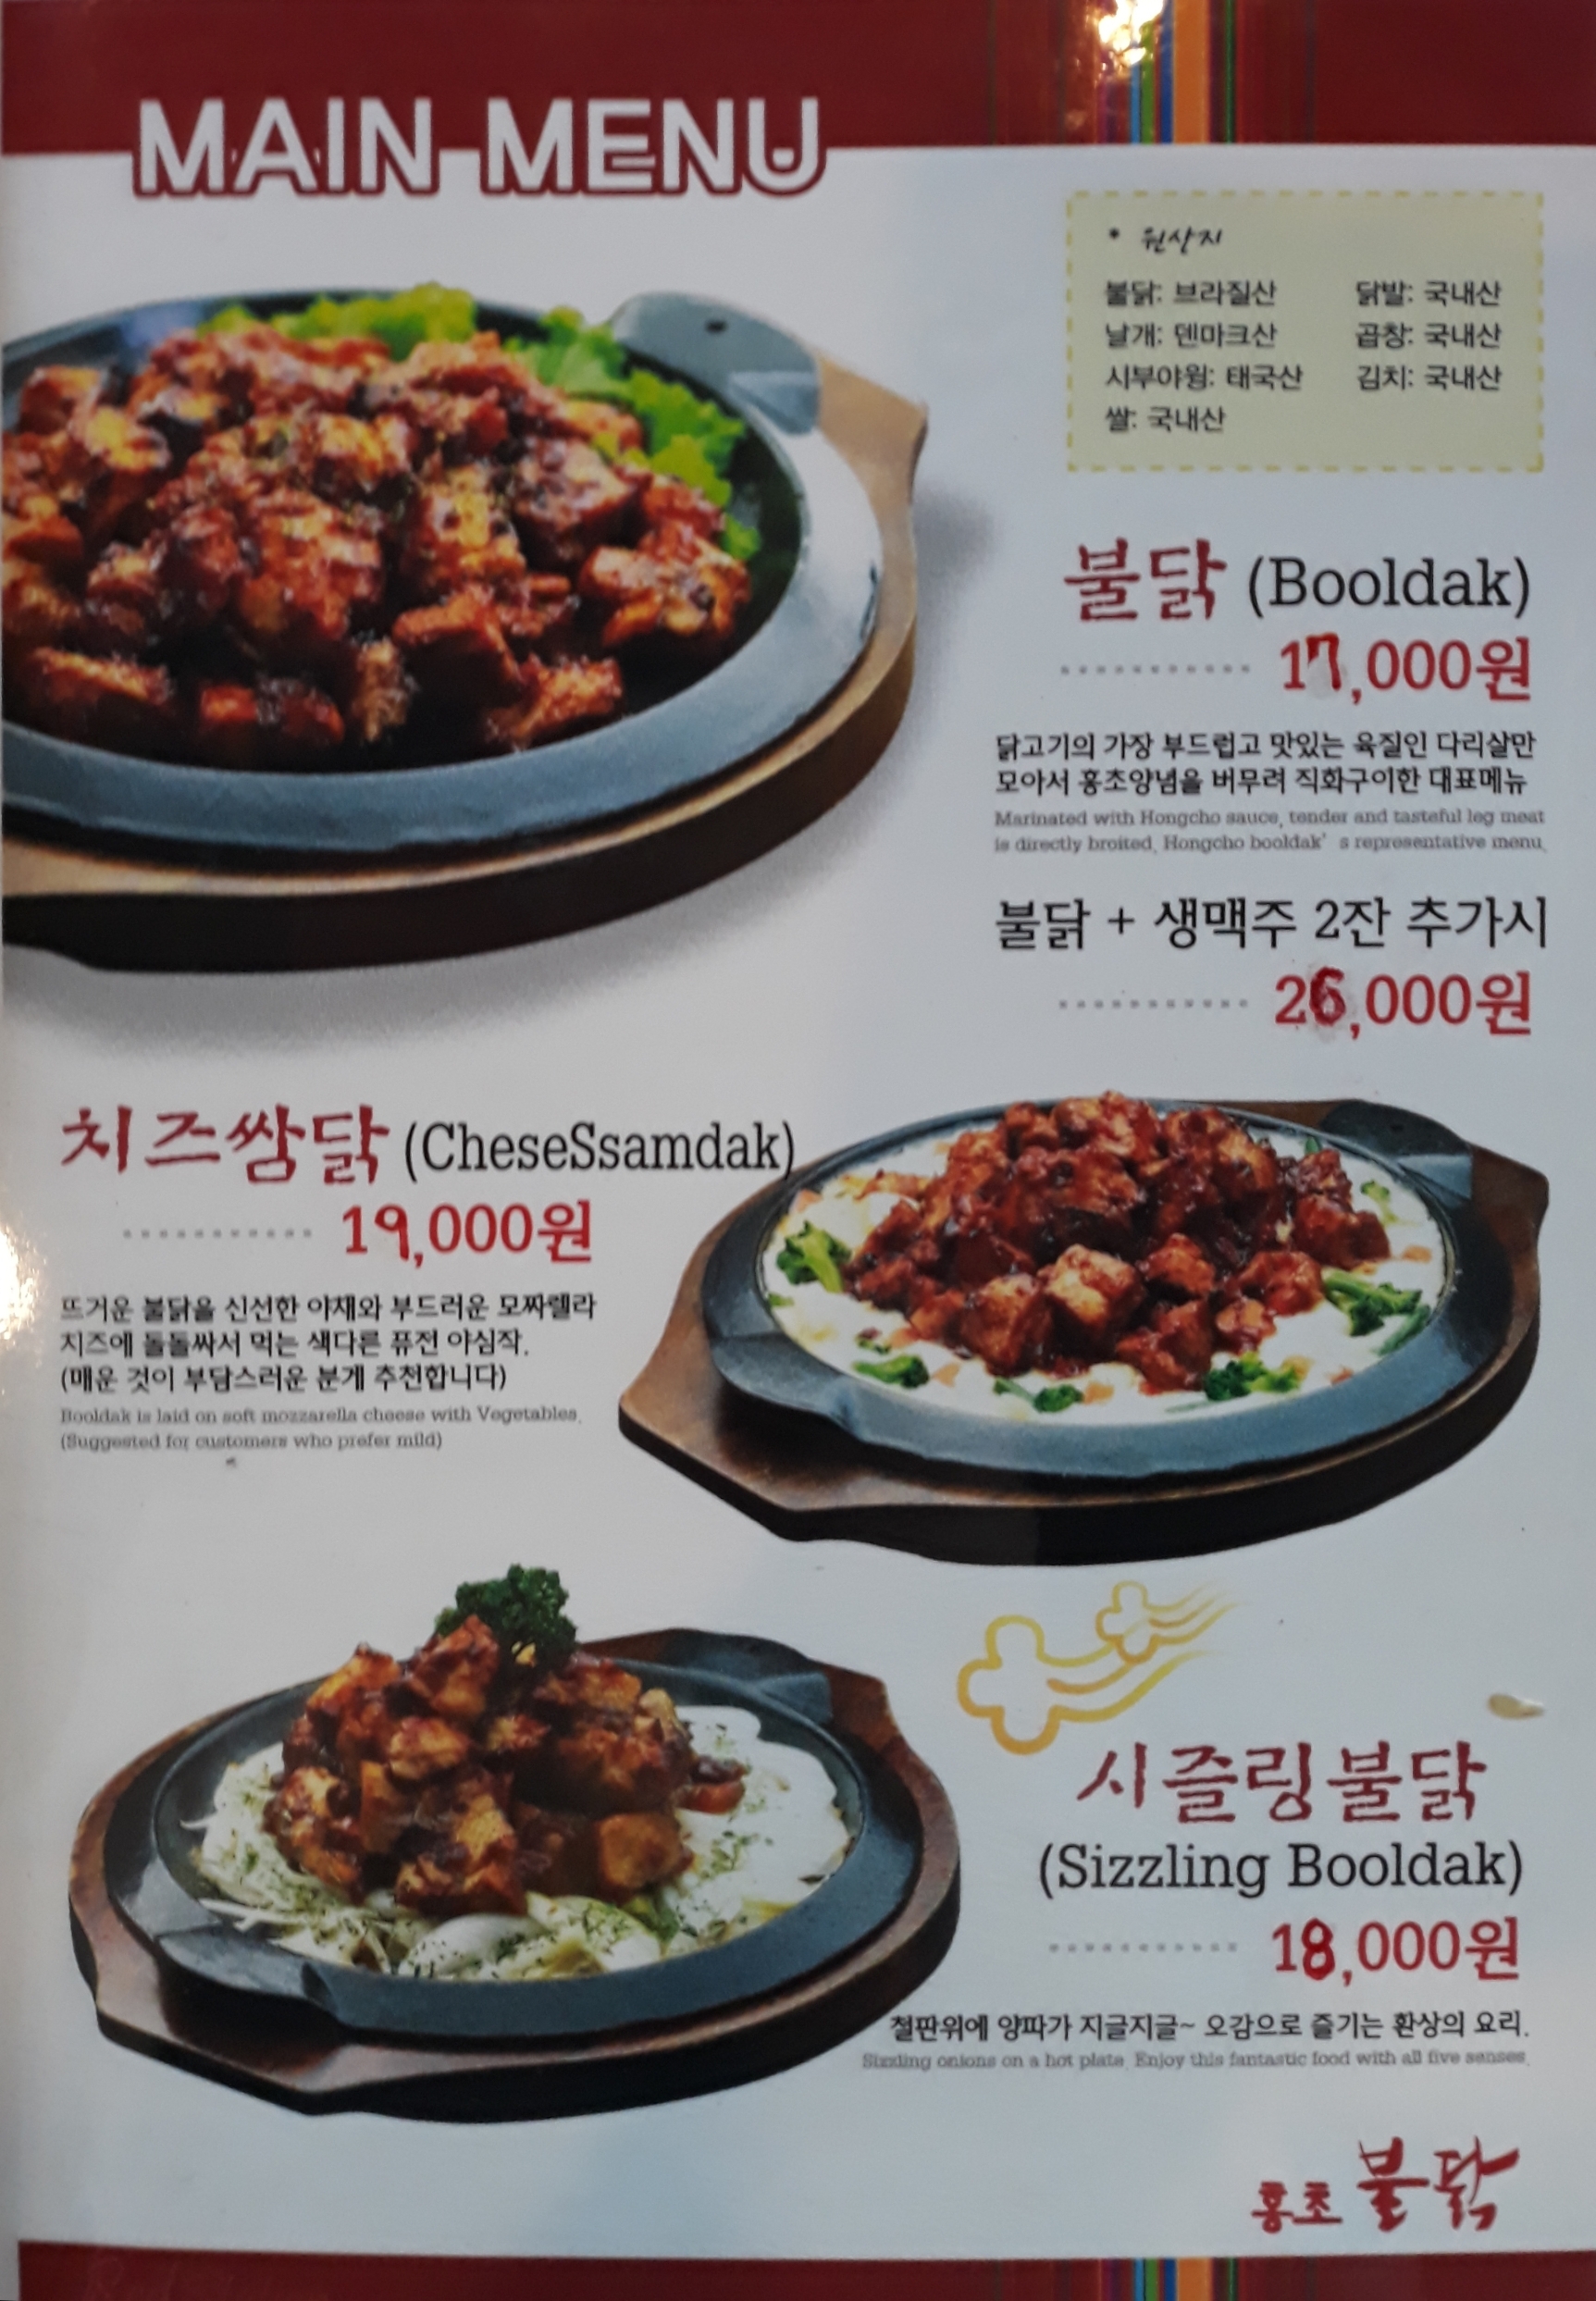 MAIN MENU
* 원산지
불닭: 브라질산 닭발: 국내산
날개: 덴마크산 곱창: 국내산
시부야윙: 태국산 김치: 국내산
쌀: 국내산
불닭 (Booldak)
17,000원
닭고기의 가장 부드럽고 맛있는 육질인 다리살만
모아서 홍초양념을 버무려 직화구이한 대표메뉴
Marinated with Hongcho sauce, tender and tasteful leg meat
is directly broited, Hongcho booldak's representative menu.
불닭 + 생맥주 2잔 추가시
26,000원
치즈쌈닭 (CheseSsamdak)
19,000원
뜨거운 불닭을 신선한 야채와 부드러운 모짜렐라
치즈에 돌돌싸서 먹는 색다른 퓨전 야심작.
(매운 것이 부담스러운 분게 추천합니다)
Booldak is laid on soft mozzarella cheese with Vegetables.
(Suggested for customers who prefer mild)
시즐링불닭
(Sizzling Booldak)
18,000원
철판위에 양파가 지글지글~ 오감으로 즐기는 환상의 요리.
Sizzling onions on a hot plate. Enjoy this fantastic food with all five senses.
홍초 불닭